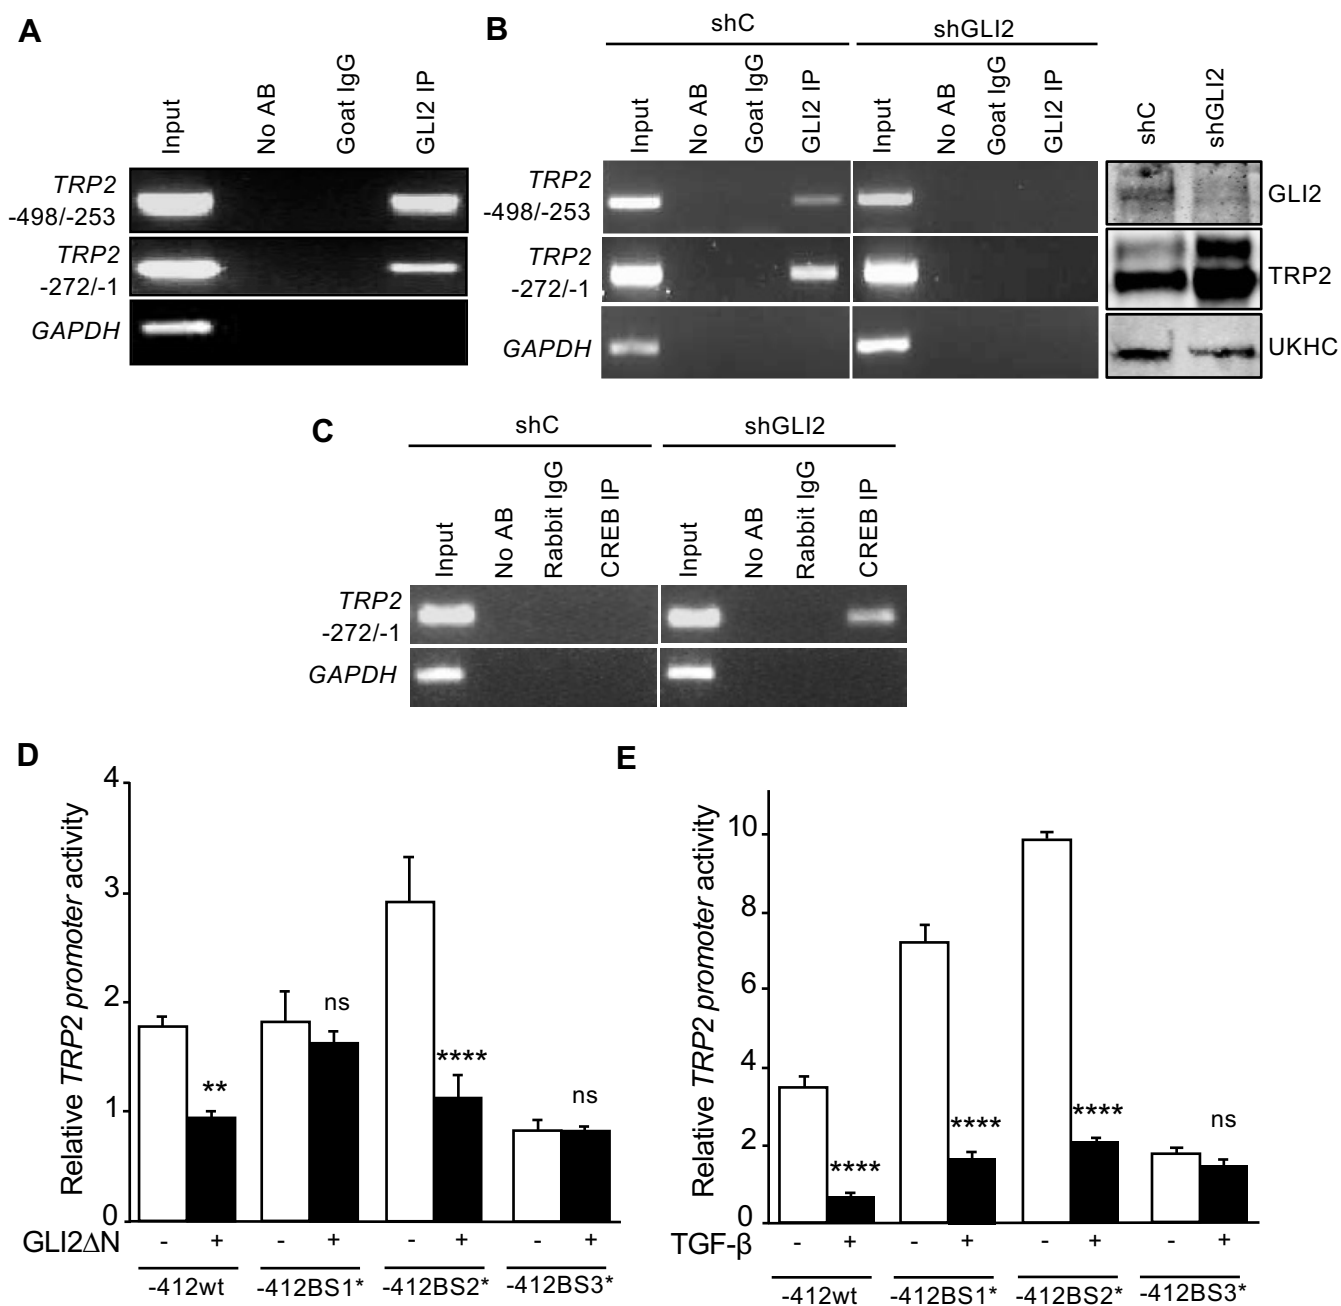 A
Input
No AB
Goat IgG
GLI2 IP
TRP2
-498/-253
TRP2
-272/-1
GAPDH
B
shC
shGLI2
Input
No AB
Goat IgG
GLI2 IP
Input
No AB
Goat IgG
GLI2 IP
shC
shGLI2
TRP2
-498/-253
GLI2
TRP2
-272/-1
TRP2
GAPDH
UKHC
C
shC
shGLI2
Input
No AB
Rabbit IgG
CREB IP
Input
No AB
Rabbit IgG
CREB IP
TRP2
-272/-1
GAPDH
D
Relative TRP2 promoter activity
4
3
2
1
0
**
ns
****
ns
GLI2ΔN - + - + - + - +
-412wt -412BS1* -412BS2* -412BS3*
E
Relative TRP2 promoter activity
10
8
6
4
2
0
****
****
****
ns
TGF-β - + - + - + - +
-412wt -412BS1* -412BS2* -412BS3*